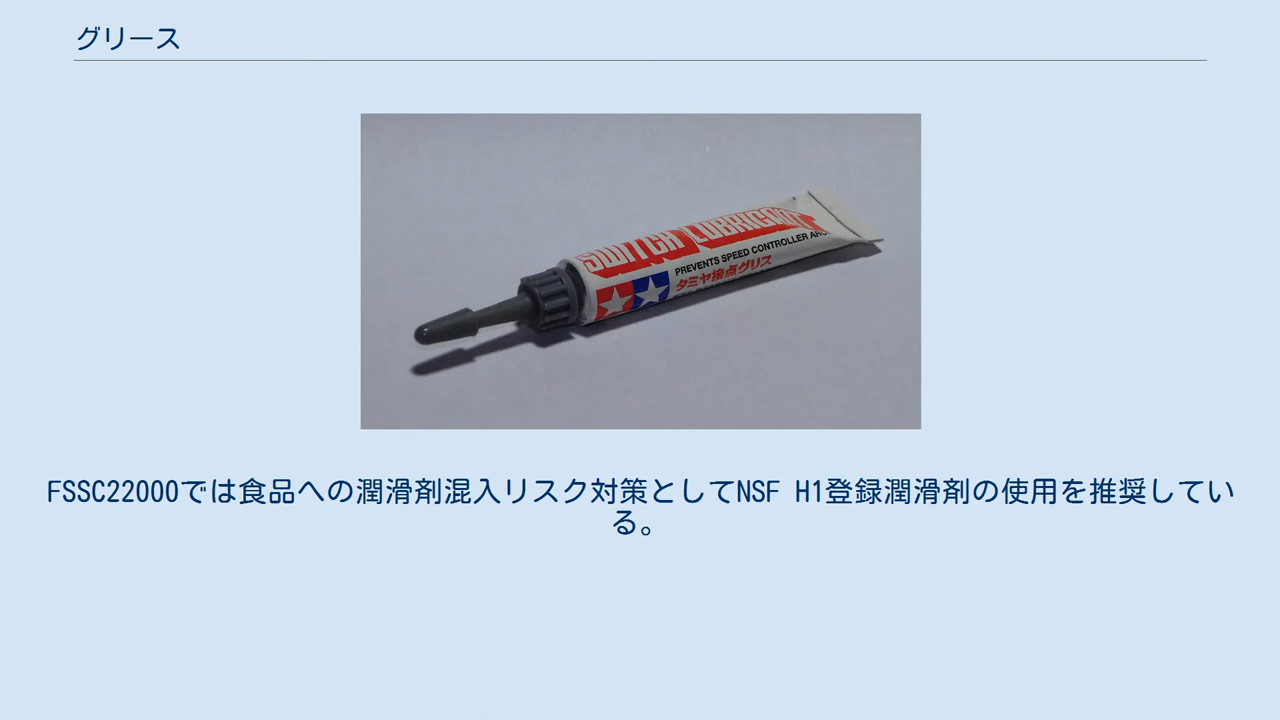 グリース
SWITCH LUBRICANT
PREVENTS SPEED CONTROLLER ARC
タミヤ接点グリス
FSSC22000では食品への潤滑剤混入リスク対策としてNSF H1登録潤滑剤の使用を推奨してい
る。